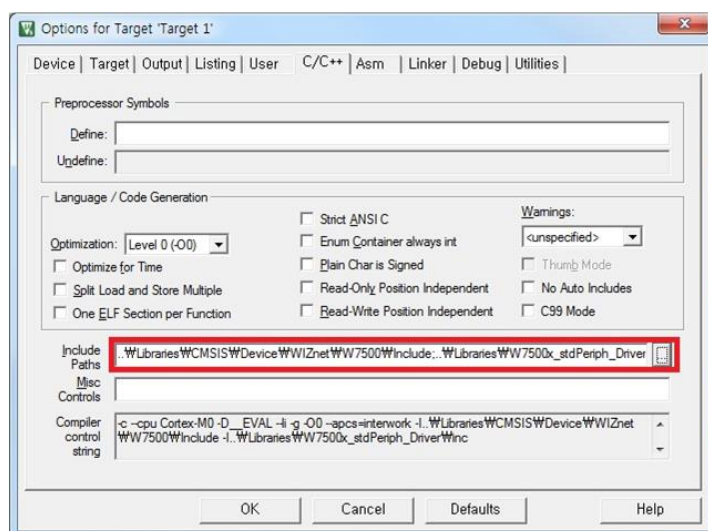 Options for Target 'Target 1'
Device | Target | Output | Listing | User | C/C++ | Asm | Linker | Debug | Utilities |
Preprocessor Symbols
Define:
Undefine:
Language / Code Generation
Strict ANSI C
Warnings:
Optimization: Level 0 (-O0)
Enum Container always int
<unspecified>
Optimize for Time
Plain Char is Signed
Thumb Mode
Split Load and Store Multiple
Read-Only Position Independent
No Auto Includes
One ELF Section per Function
Read-Write Position Independent
C99 Mode
Include
Paths
..₩Libraries₩CMSIS₩Device₩WIZnet₩W7500₩Include;..₩Libraries₩W7500x_stdPeriph_Driver
...
Misc
Controls
Compiler
control
string
-c --cpu Cortex-M0 -D__EVAL --li -g -O0 --apcs=interwork -I..₩Libraries₩CMSIS₩Device₩WIZnet
₩W7500₩Include -I..₩Libraries₩W7500x_stdPeriph_Driver₩inc
OK
Cancel
Defaults
Help